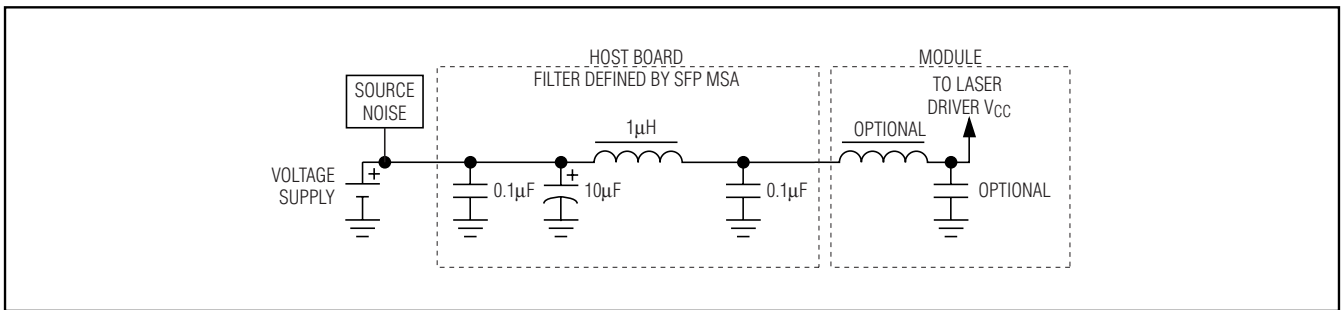 HOST BOARD
FILTER DEFINED BY SFP MSA
MODULE
SOURCE
NOISE
TO LASER
DRIVER VCC
1μH
OPTIONAL
VOLTAGE
SUPPLY
+
0.1μF
+
10μF
0.1μF
OPTIONAL